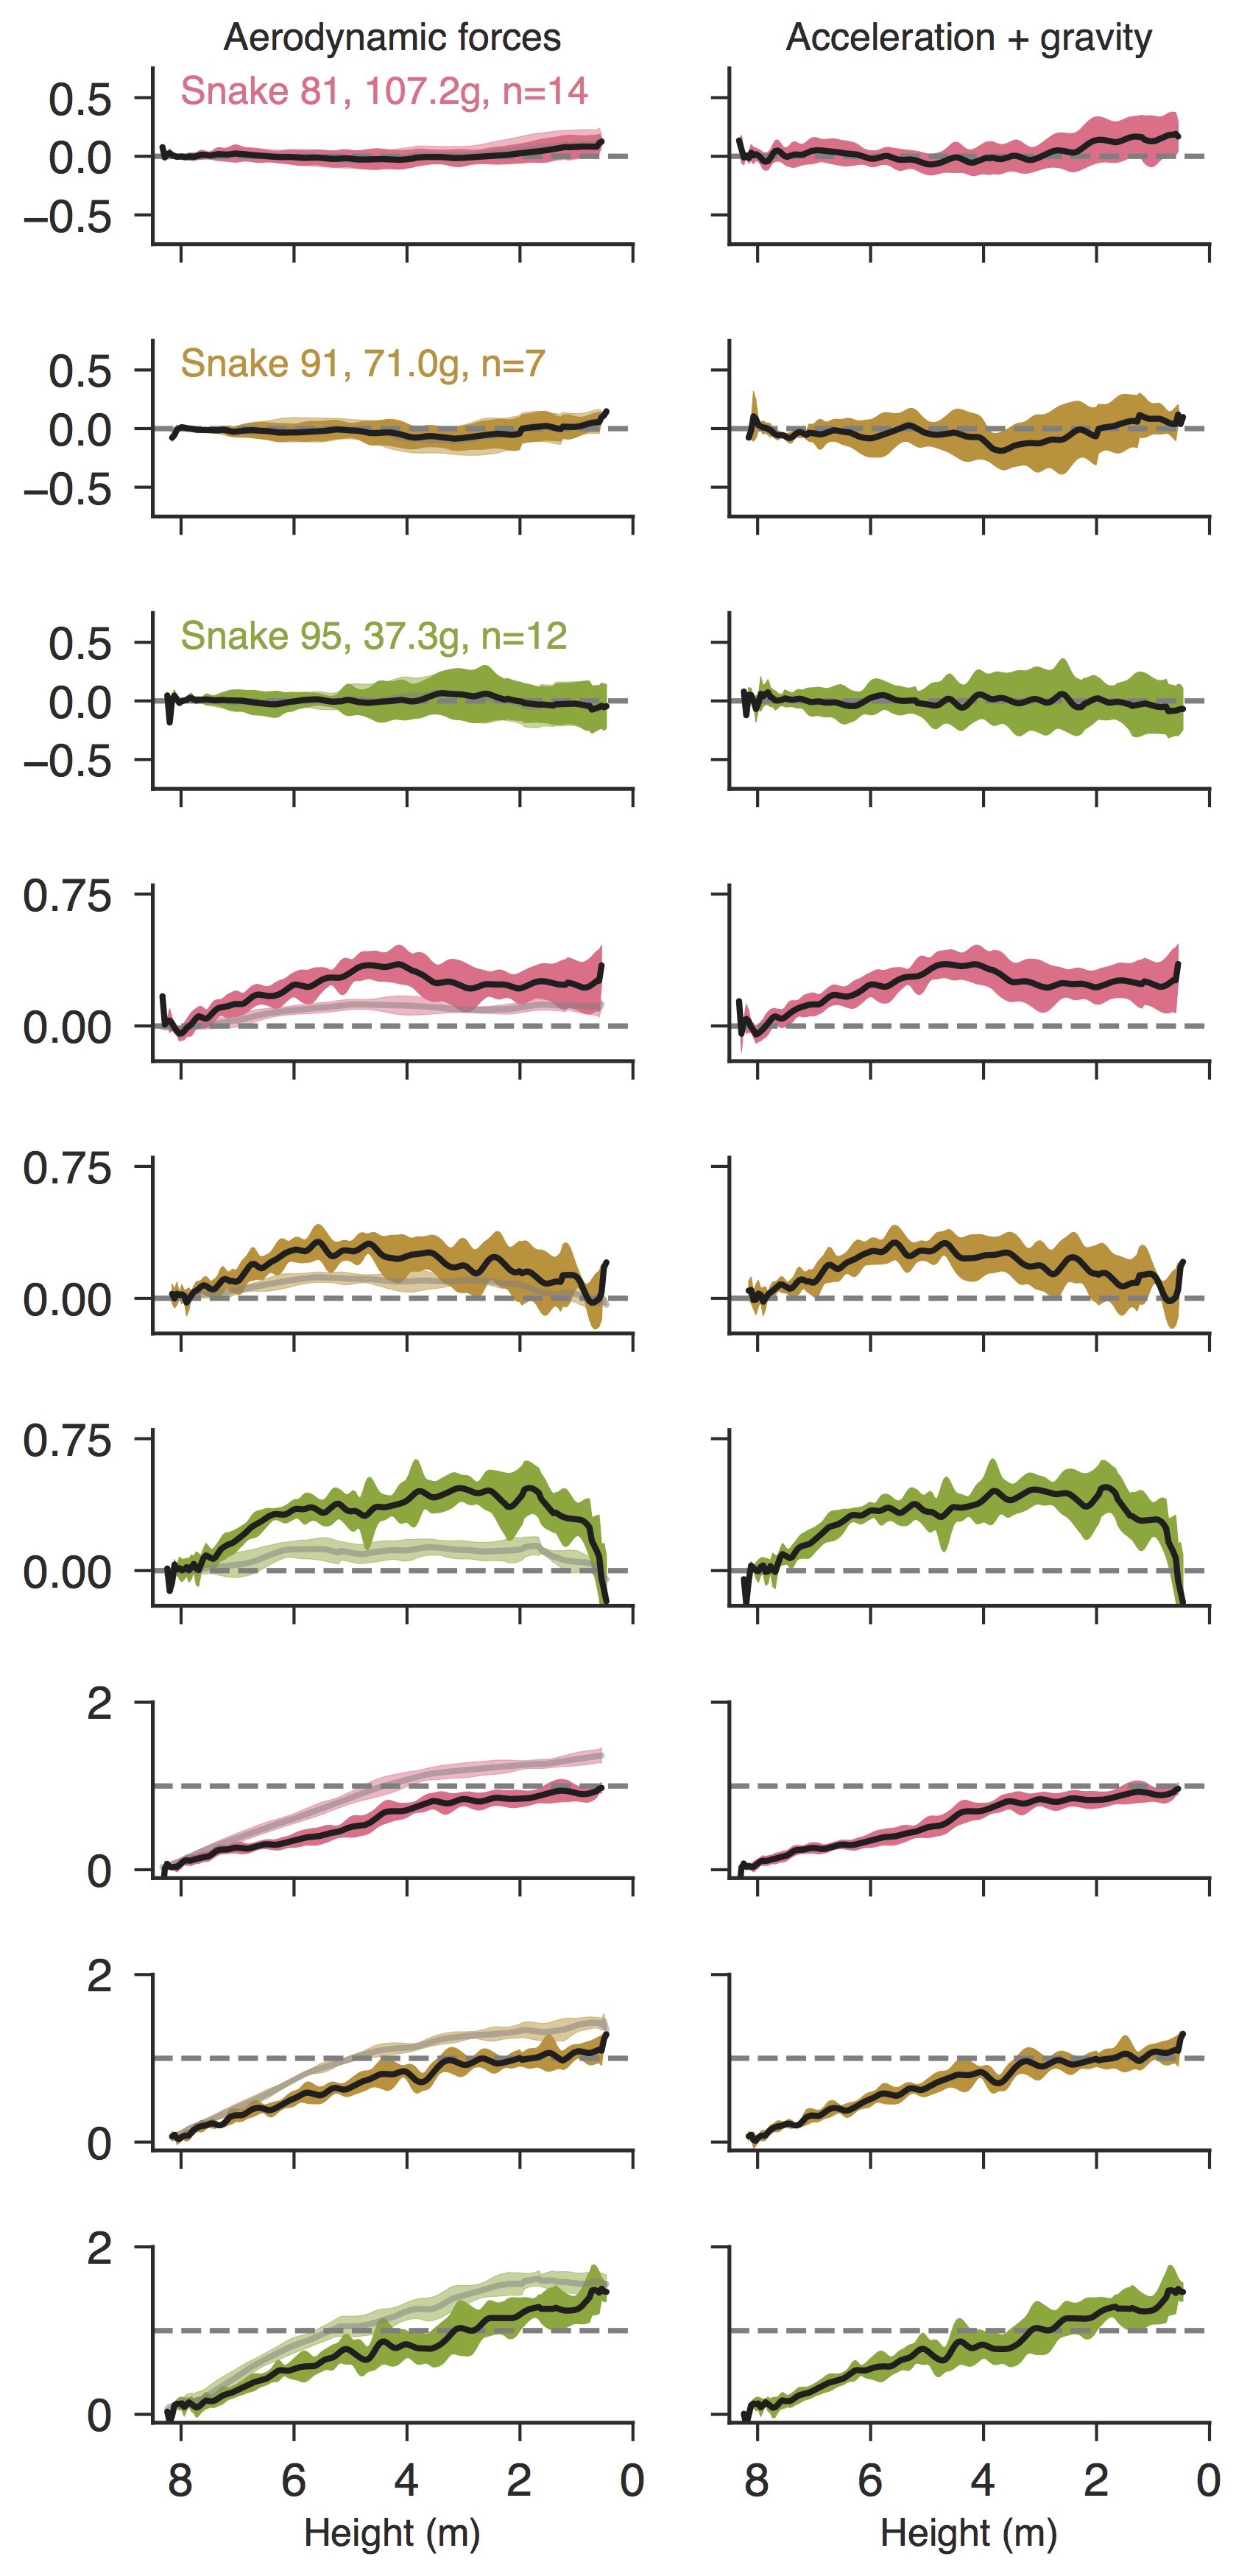 Aerodynamic forces
Acceleration + gravity
Snake 81, 107.2g, n=14
0.5
0.0
−0.5
Snake 91, 71.0g, n=7
0.5
0.0
−0.5
Snake 95, 37.3g, n=12
0.5
0.0
−0.5
0.75
0.00
0.75
0.00
0.75
0.00
2
0
2
0
2
0
8 6 4 2 0
8 6 4 2 0
Height (m)
Height (m)